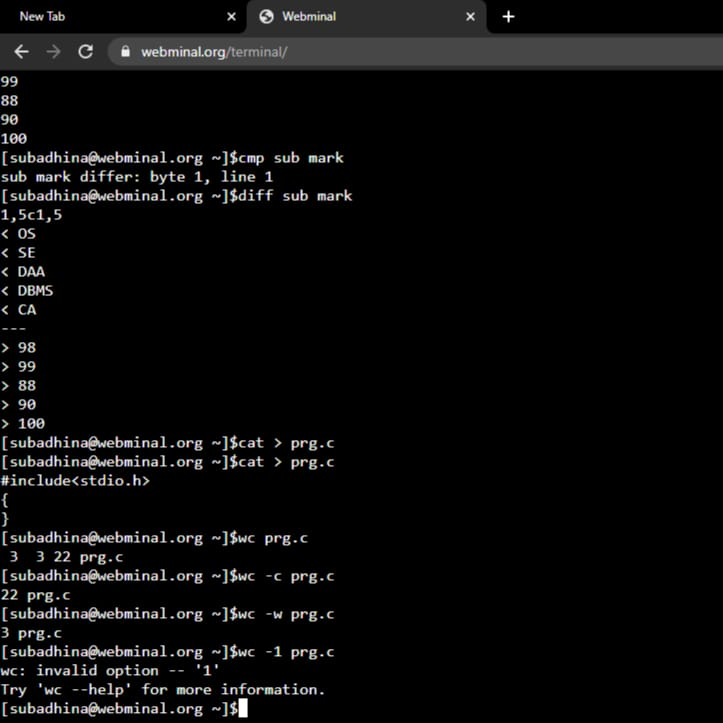 New Tab
Webminal
webminal.org/terminal/
99
88
90
100
[subadhina@webminal.org ~]$cmp sub mark
sub mark differ: byte 1, line 1
[subadhina@webminal.org ~]$diff sub mark
1,5c1,5
< OS
< SE
< DAA
< DBMS
< CA
---
> 98
> 99
> 88
> 90
> 100
[subadhina@webminal.org ~]$cat > prg.c
[subadhina@webminal.org ~]$cat > prg.c
#include<stdio.h>
{
}
[subadhina@webminal.org ~]$wc prg.c
 3  3 22 prg.c
[subadhina@webminal.org ~]$wc -c prg.c
22 prg.c
[subadhina@webminal.org ~]$wc -w prg.c
3 prg.c
[subadhina@webminal.org ~]$wc -1 prg.c
wc: invalid option -- '1'
Try 'wc --help' for more information.
[subadhina@webminal.org ~]$